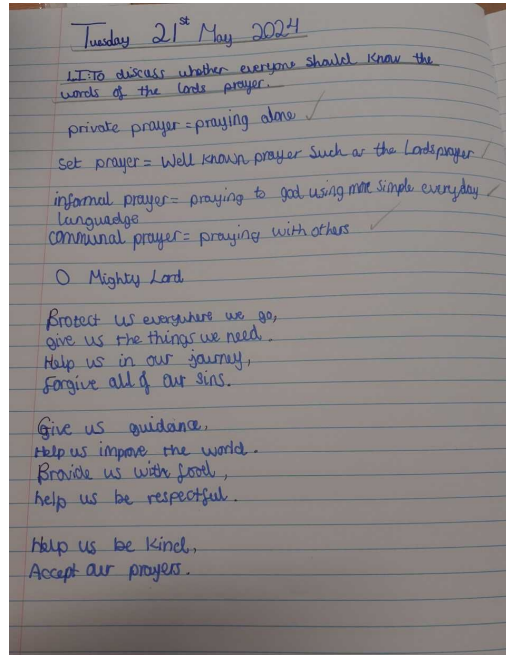 Tuesday 21st May 2024
LI: To discuss whether everyone should know the
words of the lords prayer.
private prayer = praying alone
set prayer = Well known prayer such as the Lordsprayer
informal prayer = praying to god using more simple everyday
languadge
communal prayer = praying with others
O Mighty Lord
Protect us everywhere we go,
give us the things we need.
Help us in our journey,
Forgive all of our sins.
Give us guidance,
Help us improve the world.
Provide us with food,
help us be respectful.
Help us be kind,
Accept our prayers.